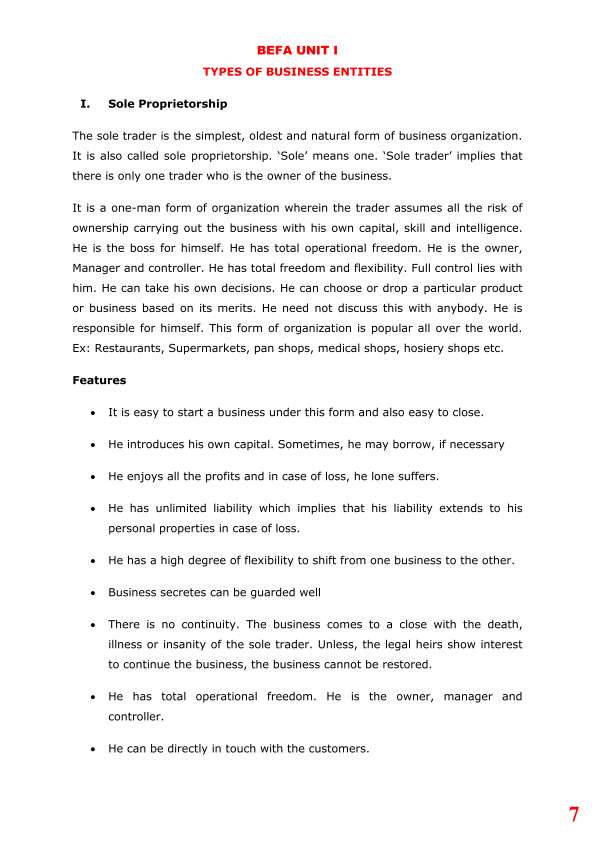 BEFA UNIT I
TYPES OF BUSINESS ENTITIES
I. Sole Proprietorship
The sole trader is the simplest, oldest and natural form of business organization.
It is also called sole proprietorship. ‘Sole’ means one. ‘Sole trader’ implies that
there is only one trader who is the owner of the business.
It is a one-man form of organization wherein the trader assumes all the risk of
ownership carrying out the business with his own capital, skill and intelligence.
He is the boss for himself. He has total operational freedom. He is the owner,
Manager and controller. He has total freedom and flexibility. Full control lies with
him. He can take his own decisions. He can choose or drop a particular product
or business based on its merits. He need not discuss this with anybody. He is
responsible for himself. This form of organization is popular all over the world.
Ex: Restaurants, Supermarkets, pan shops, medical shops, hosiery shops etc.
Features
• It is easy to start a business under this form and also easy to close.
• He introduces his own capital. Sometimes, he may borrow, if necessary
• He enjoys all the profits and in case of loss, he lone suffers.
• He has unlimited liability which implies that his liability extends to his
personal properties in case of loss.
• He has a high degree of flexibility to shift from one business to the other.
• Business secretes can be guarded well
• There is no continuity. The business comes to a close with the death,
illness or insanity of the sole trader. Unless, the legal heirs show interest
to continue the business, the business cannot be restored.
• He has total operational freedom. He is the owner, manager and
controller.
• He can be directly in touch with the customers.
7